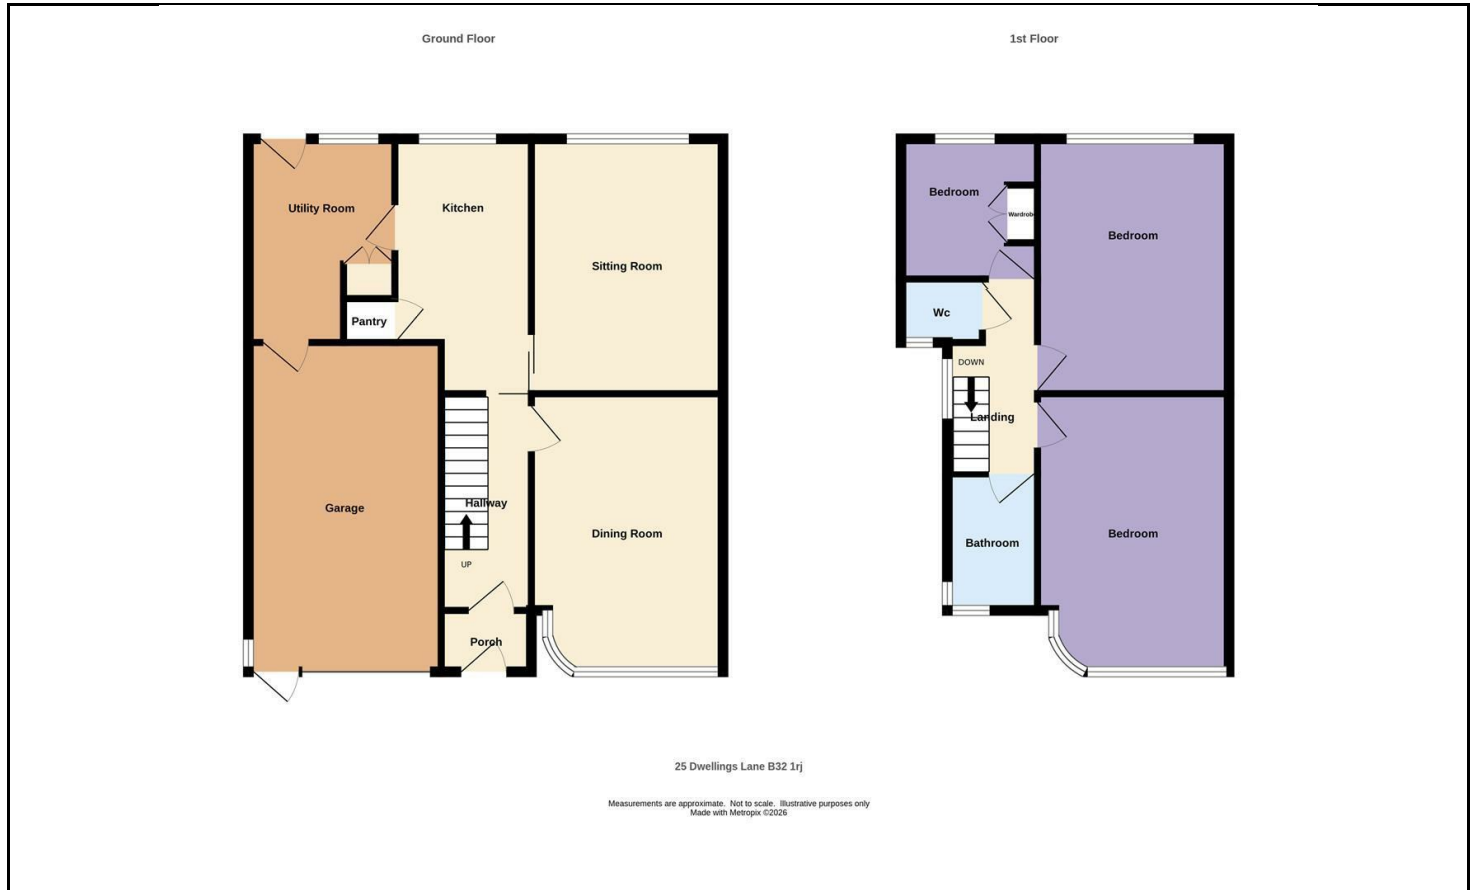 Ground Floor
1st Floor
Utility Room
Kitchen
Sitting Room
Pantry
Garage
Hallway
UP
Dining Room
Porch
Bedroom
Wardrob
Bedroom
Wc
DOWN
Landing
Bathroom
Bedroom
25 Dwellings Lane B32 1rj
Measurements are approximate. Not to scale. Illustrative purposes only
Made with Metropix ©2026